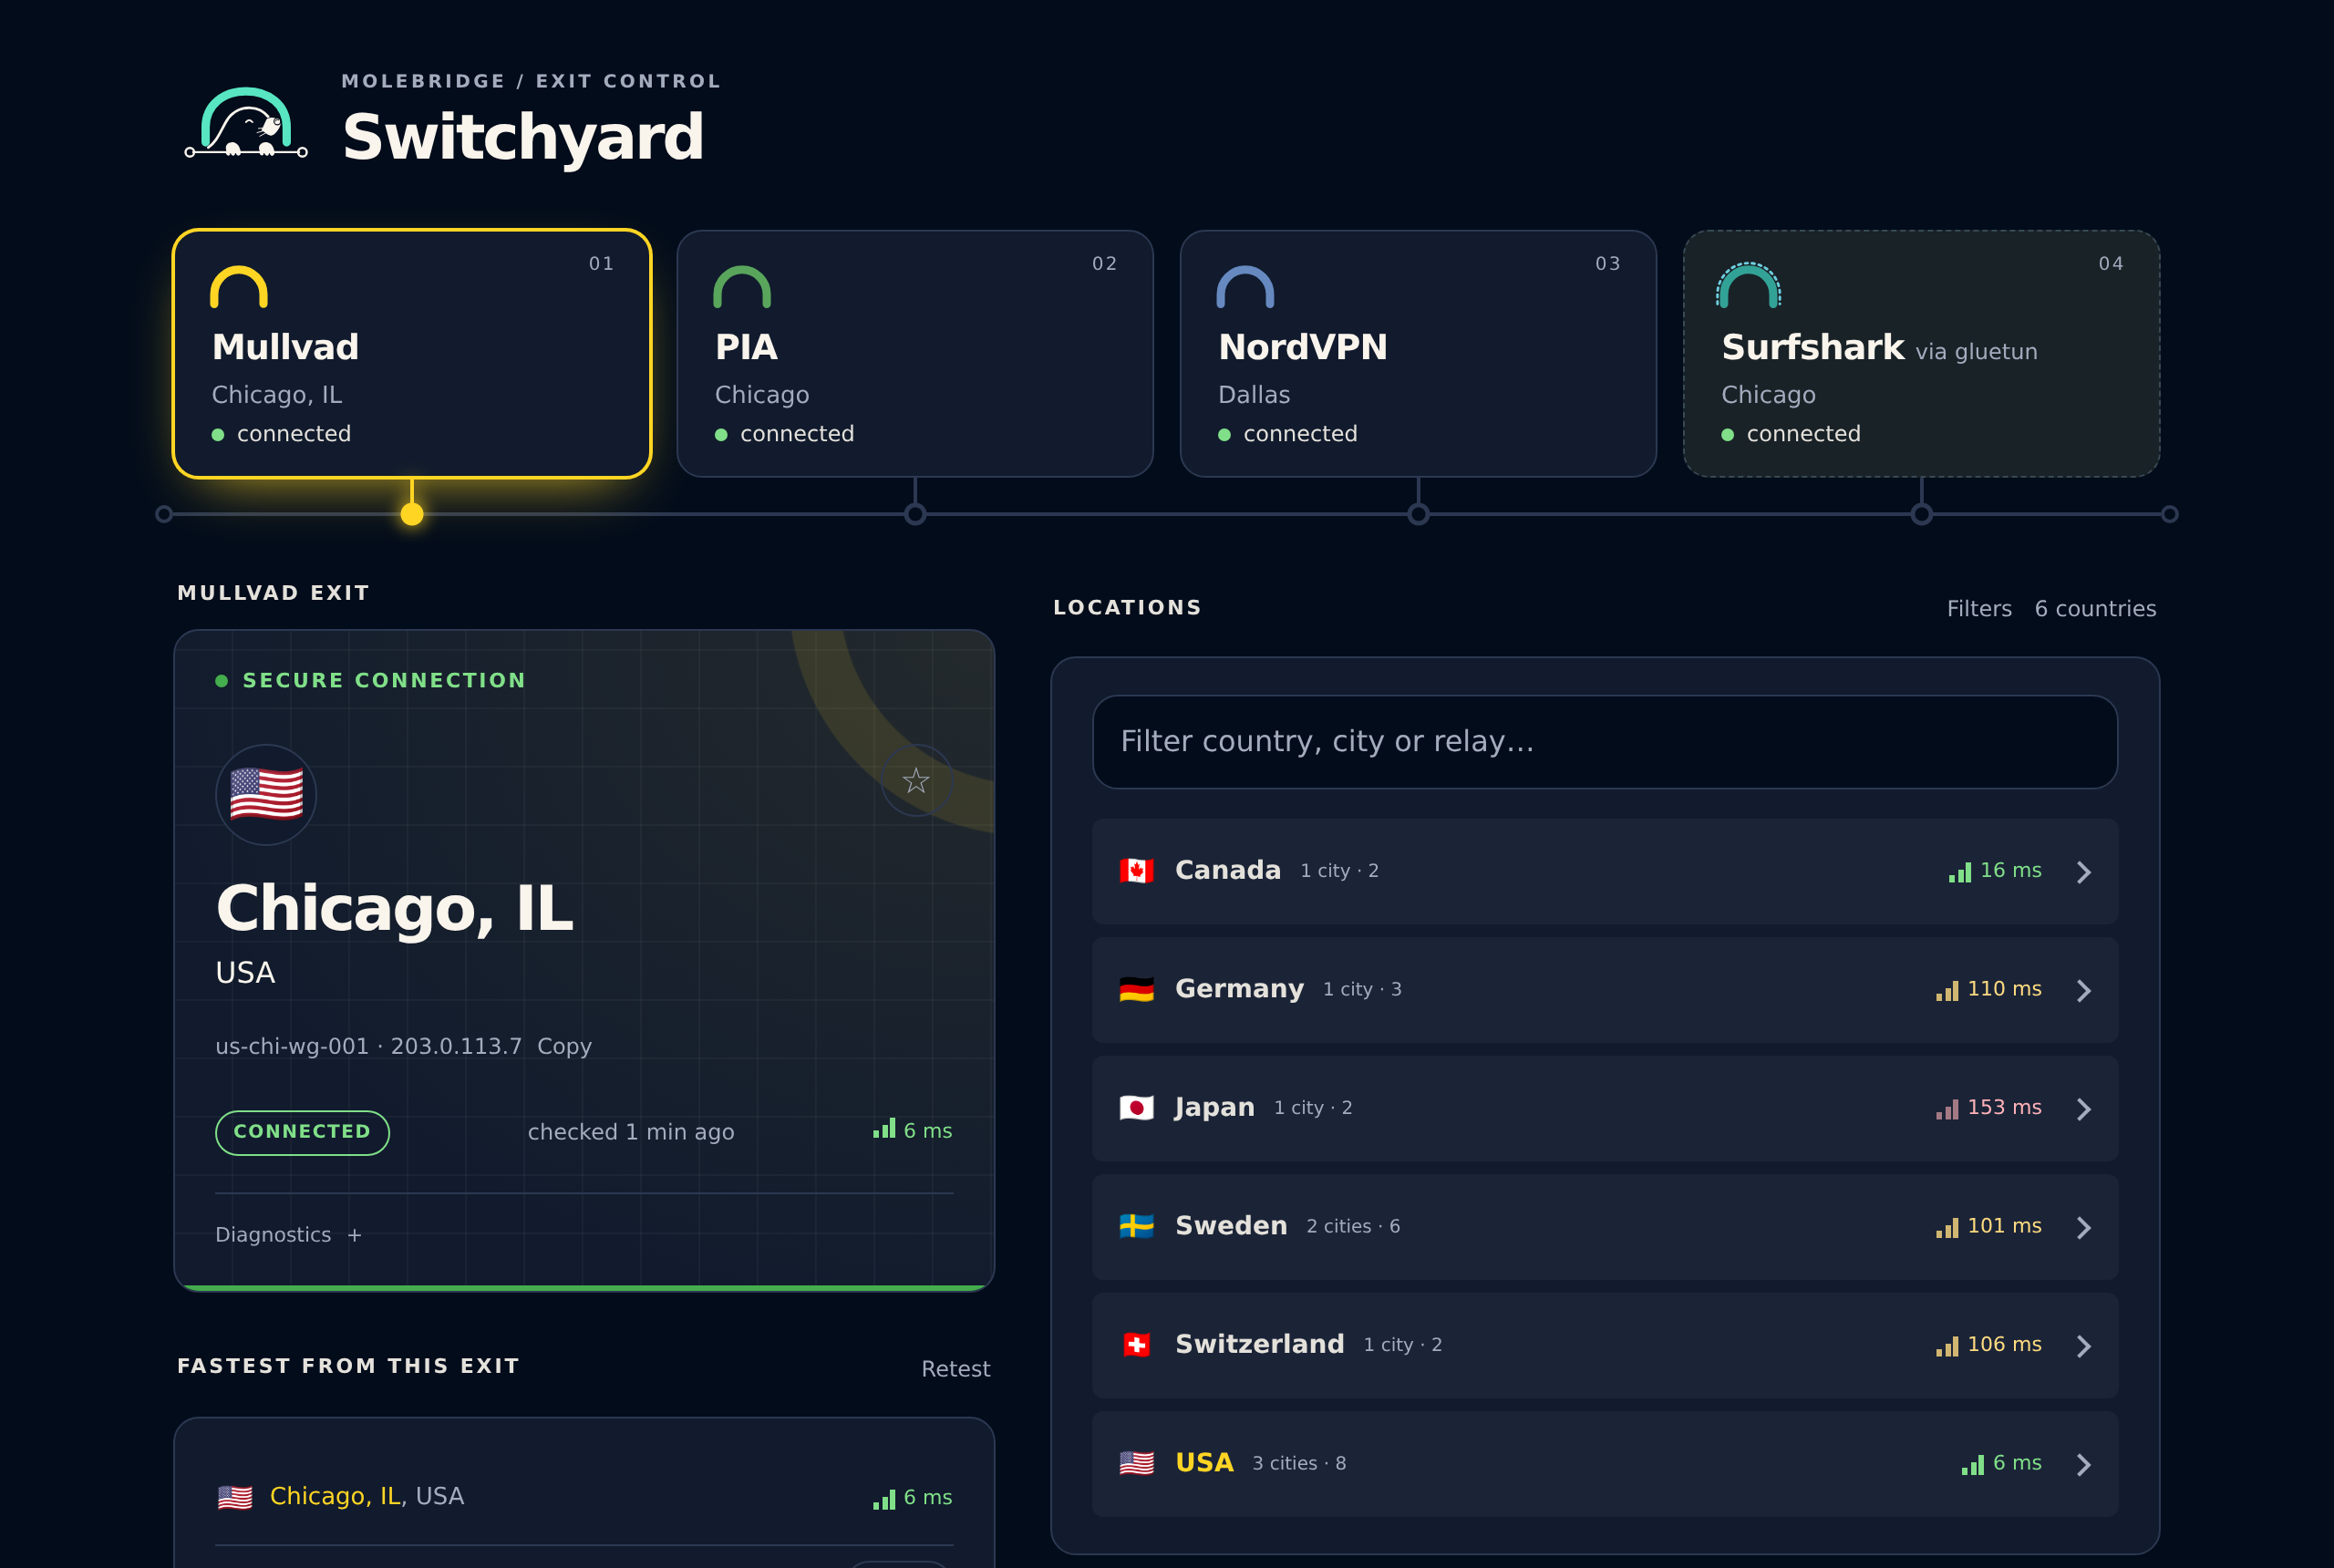 MOLEBRIDGE / EXIT CONTROL
Switchyard
01
Mullvad
Chicago, IL
connected
02
PIA
Chicago
connected
03
NordVPN
Dallas
connected
04
Surfshark via gluetun
Chicago
connected
MULLVAD EXIT
SECURE CONNECTION
Chicago, IL
USA
us-chi-wg-001 · 203.0.113.7 Copy
CONNECTED checked 1 min ago 6 ms
Diagnostics +
FASTEST FROM THIS EXIT Retest
Chicago, IL, USA 6 ms
LOCATIONS Filters 6 countries
Filter country, city or relay…
Canada 1 city · 2 16 ms
Germany 1 city · 3 110 ms
Japan 1 city · 2 153 ms
Sweden 2 cities · 6 101 ms
Switzerland 1 city · 2 106 ms
USA 3 cities · 8 6 ms